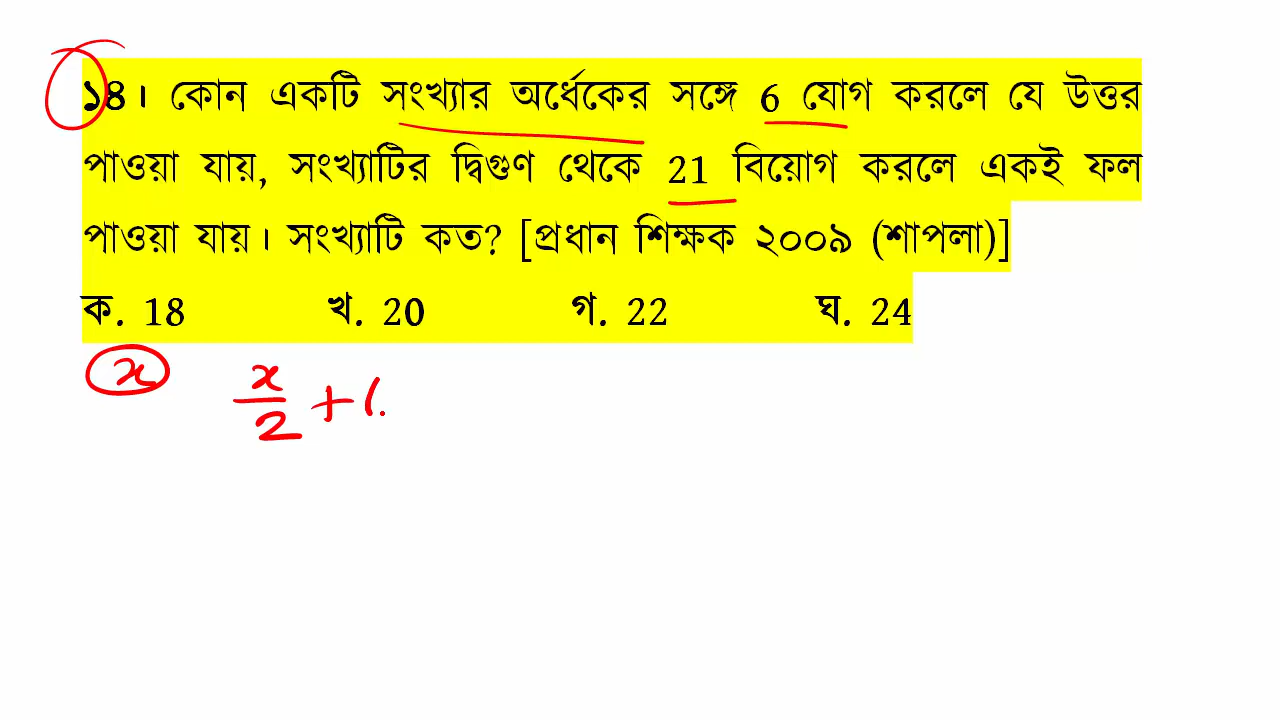 ১৪। কোন একটি সংখ্যার অর্ধেকের সঙ্গে 6 যোগ করলে যে উত্তর
পাওয়া যায়, সংখ্যাটির দ্বিগুণ থেকে 21 বিয়োগ করলে একই ফল
পাওয়া যায়। সংখ্যাটি কত? [প্রধান শিক্ষক ২০০৯ (শাপলা)]
ক. 18 খ. 20 গ. 22 ঘ. 24
x x/2 +